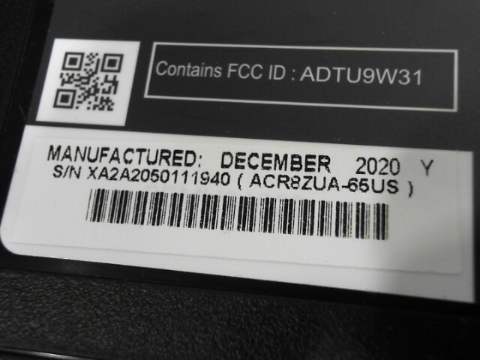 Contains FCC ID : ADTU9W31
MANUFACTURED: DECEMBER 2020 Y
S/N XA2A2050111940 ( ACR8ZUA-65US )